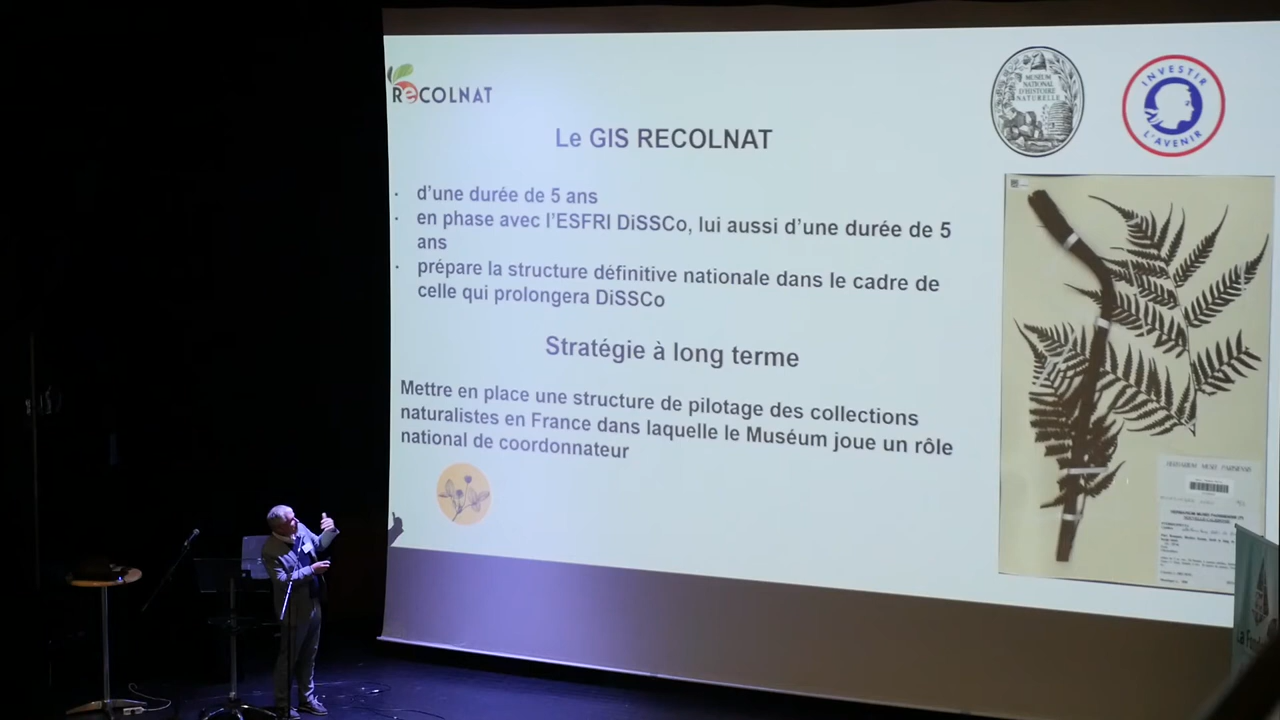 RECOLNAT
MUSÉUM
NATIONAL
D'HISTOIRE
NATURELLE
INVESTIR
L'AVENIR
Le GIS RECOLNAT
· d'une durée de 5 ans
· en phase avec l'ESFRI DiSSCo, lui aussi d'une durée de 5
ans
· prépare la structure définitive nationale dans le cadre de
celle qui prolongera DiSSCo
Stratégie à long terme
Mettre en place une structure de pilotage des collections
naturalistes en France dans laquelle le Muséum joue un rôle
national de coordonnateur